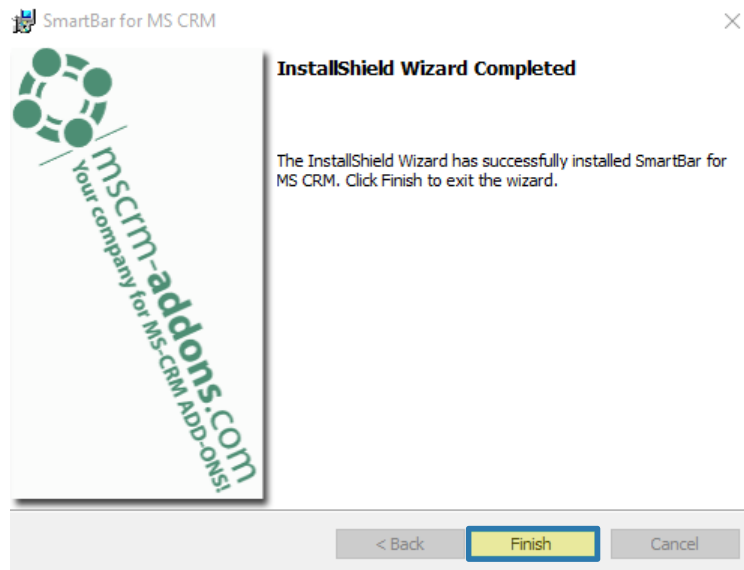 SmartBar for MS CRM
InstallShield Wizard Completed
The InstallShield Wizard has successfully installed SmartBar for
MS CRM. Click Finish to exit the wizard.
mscrm-addons.com
Your company for MS-CRM ADD-ONS!
< Back
Finish
Cancel